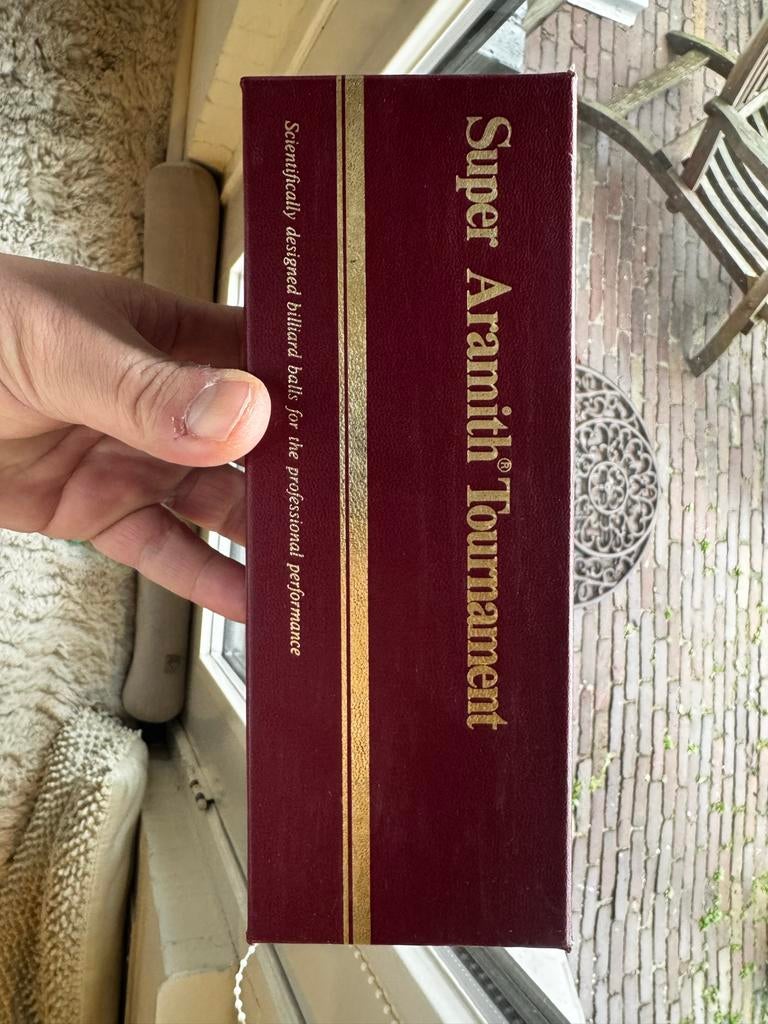 Super Aramith® Tournament
Scientifically designed billiard balls for the professional performance